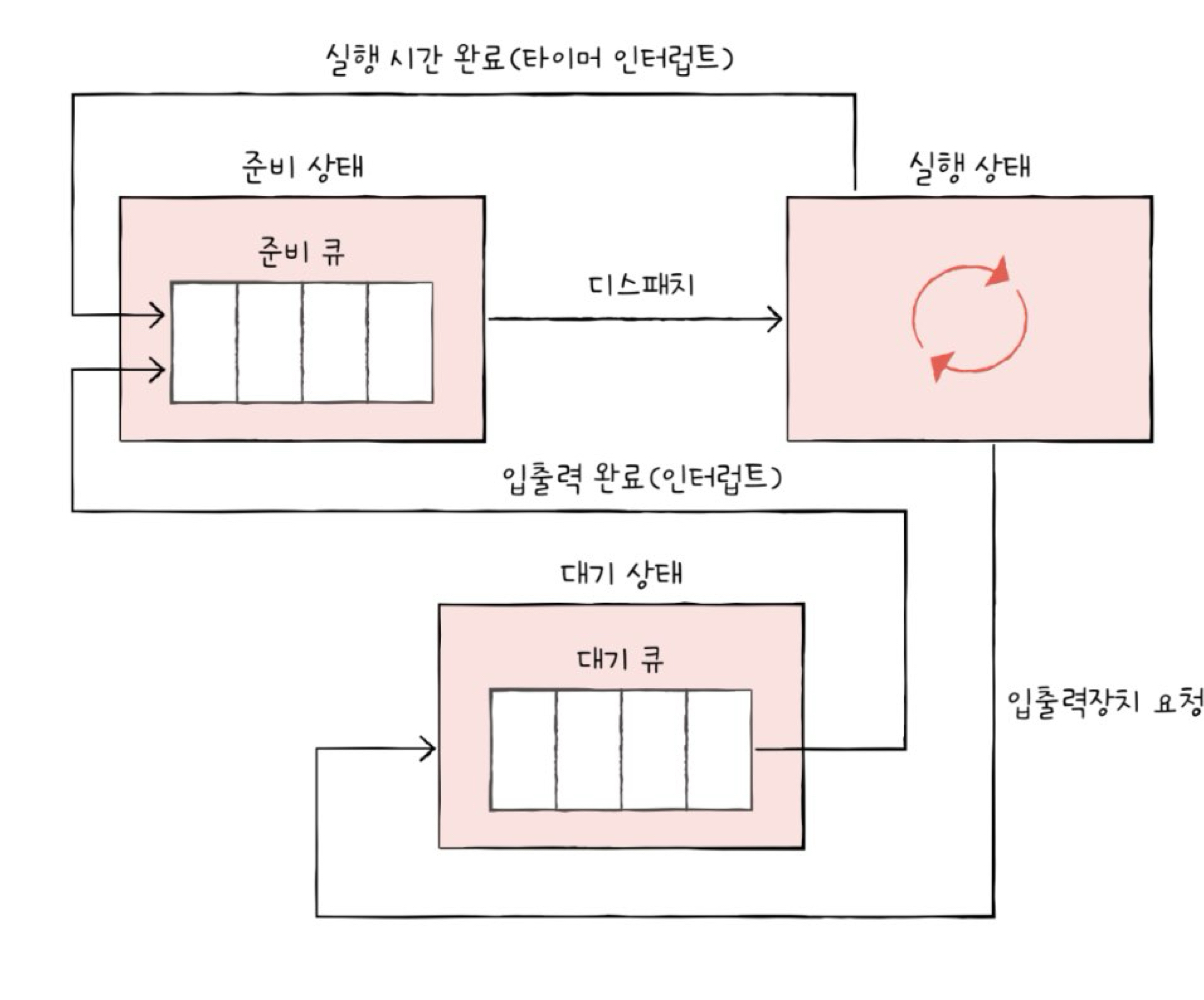 실행 시간 완료(타이머 인터럽트)
준비 상태
실행 상태
준비 큐
디스패치
입출력 완료(인터럽트)
대기 상태
대기 큐
입출력장치 요청